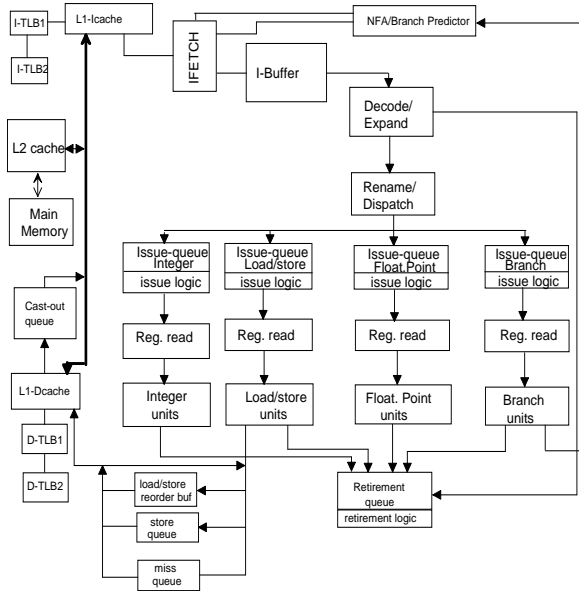 I-TLB1
L1-Icache
NFA/Branch Predictor
IFETCH
I-TLB2
I-Buffer
Decode/
Expand
L2 cache
Rename/
Dispatch
Main
Memory
Issue-queue
Integer
issue logic
Issue-queue
Load/store
issue logic
Issue-queue
Float.Point
issue logic
Issue-queue
Branch
issue logic
Cast-out
queue
Reg. read
Reg. read
Reg. read
Reg. read
L1-Dcache
Integer
units
Load/store
units
Float. Point
units
Branch
units
D-TLB1
D-TLB2
load/store
reorder buf
Retirement
queue
retirement logic
store
queue
miss
queue